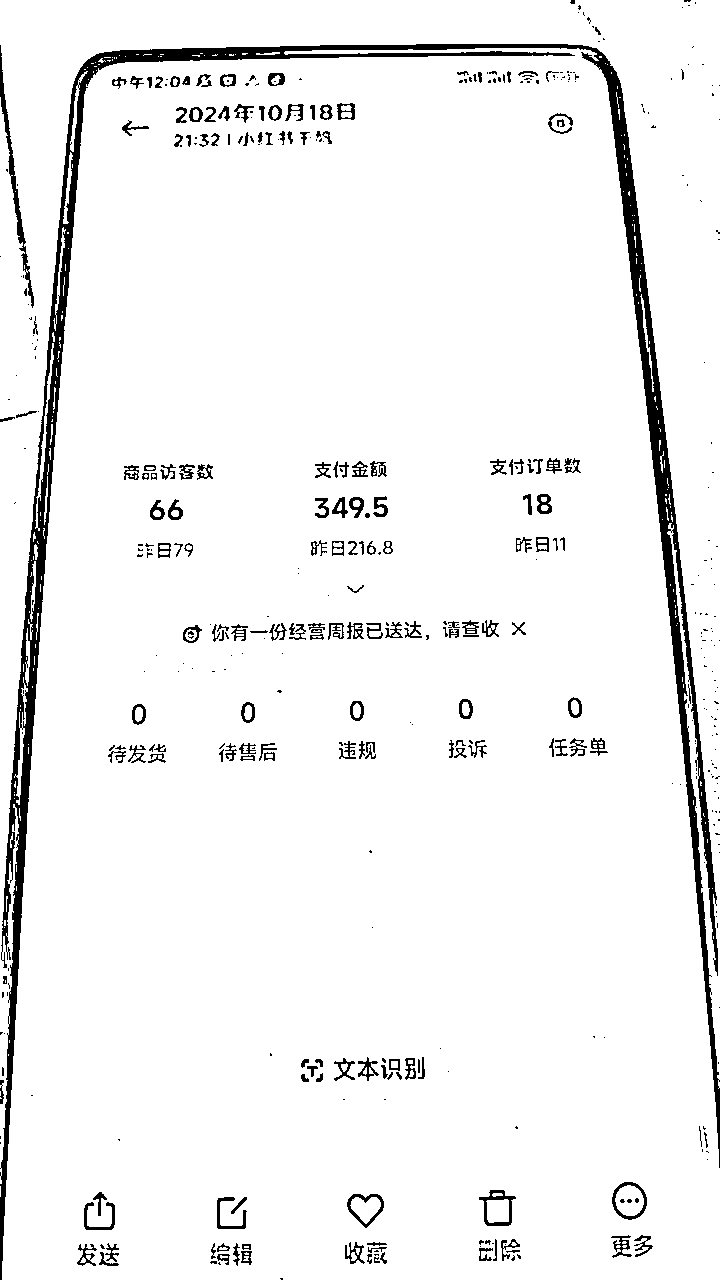 中午12:04
2024年10月18日
21:32 | 小红书千帆
商品访客数 支付金额 支付订单数
66 349.5 18
昨日79 昨日216.8 昨日11
你有一份经营周报已送达，请查收 ×
0 0 0 0 0
待发货 待售后 违规 投诉 任务单
文本识别
发送 编辑 收藏 删除 更多